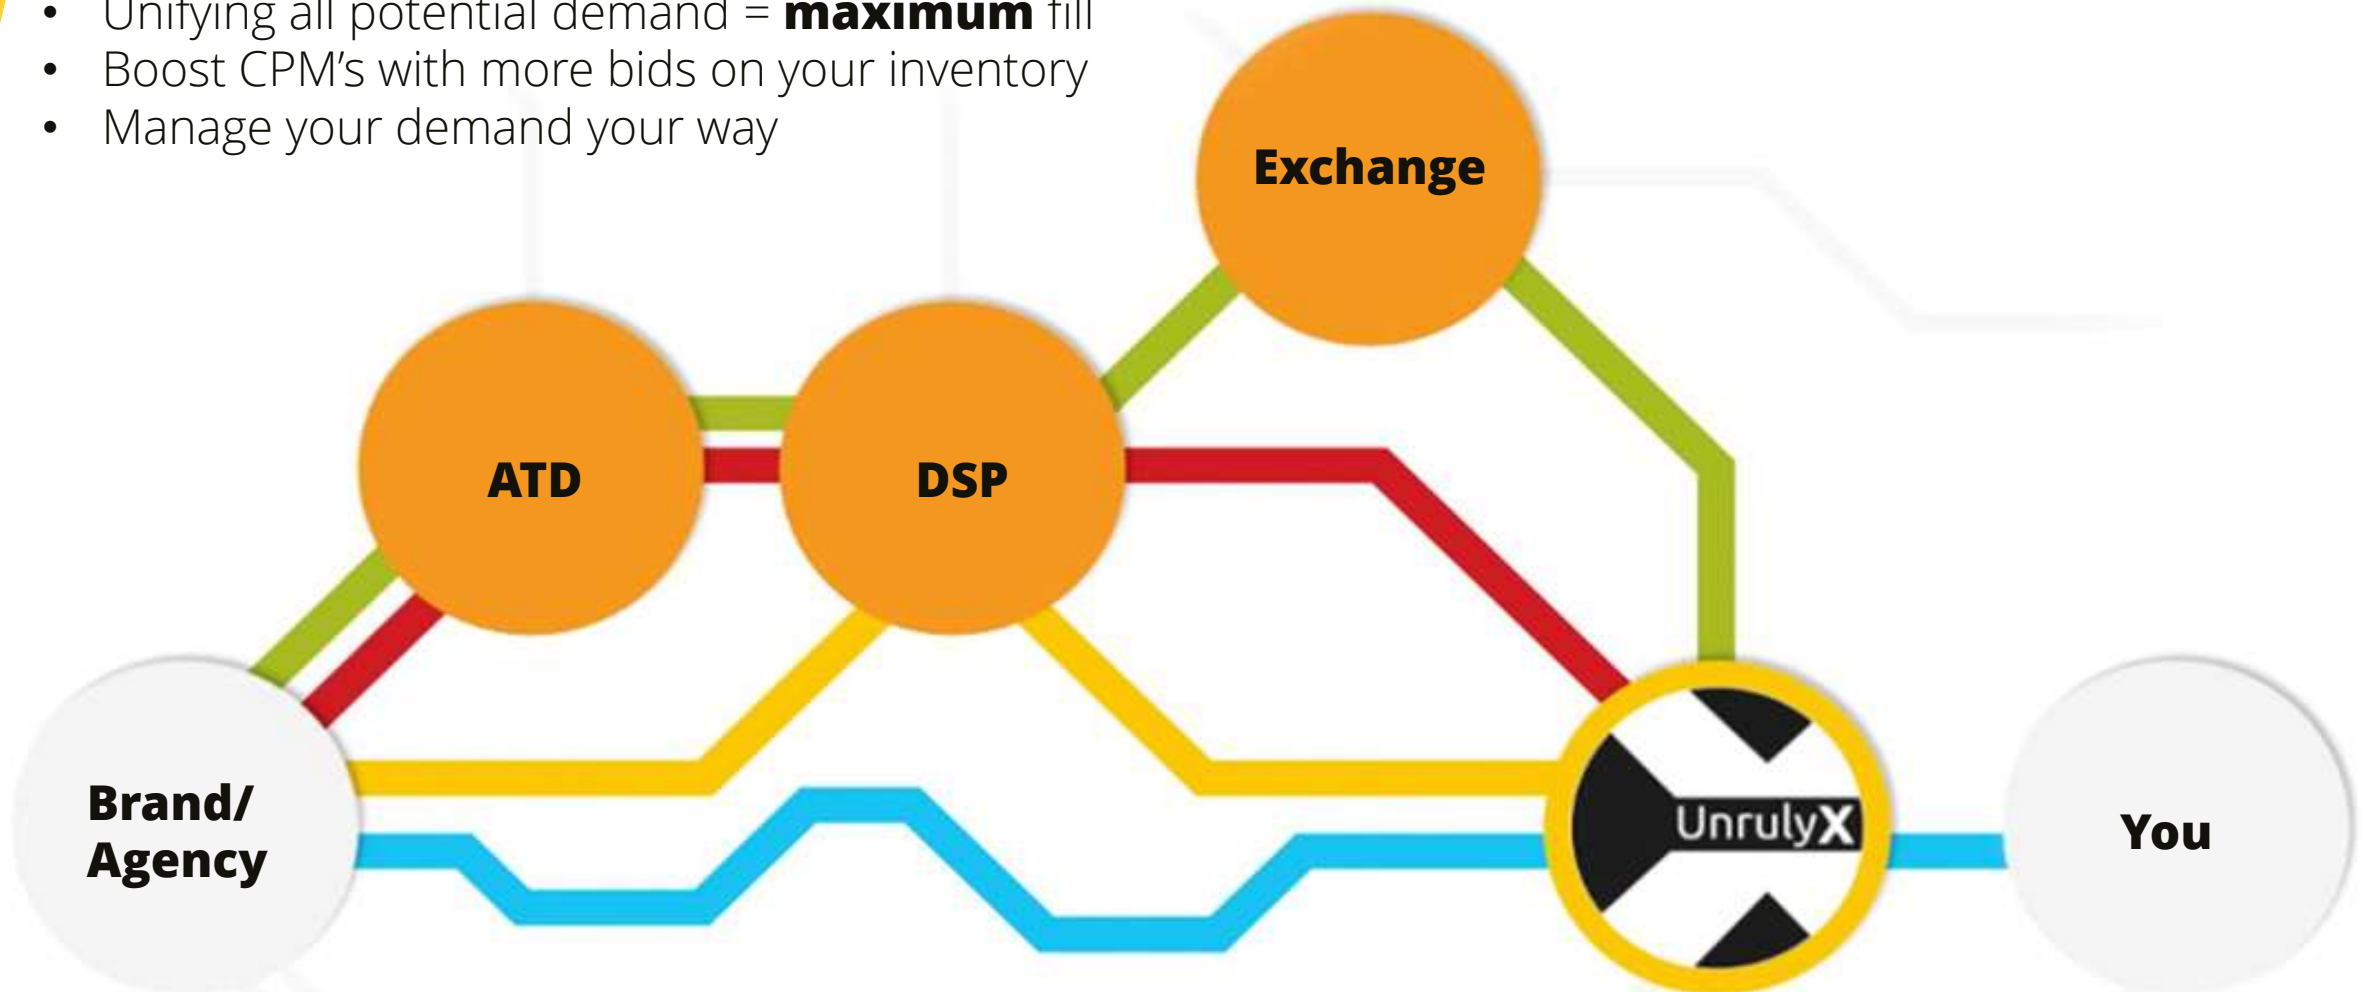 • Unifying all potential demand = maximum fill
• Boost CPM’s with more bids on your inventory
• Manage your demand your way
Exchange
ATD
DSP
Brand/
Agency
UnrulyX
You